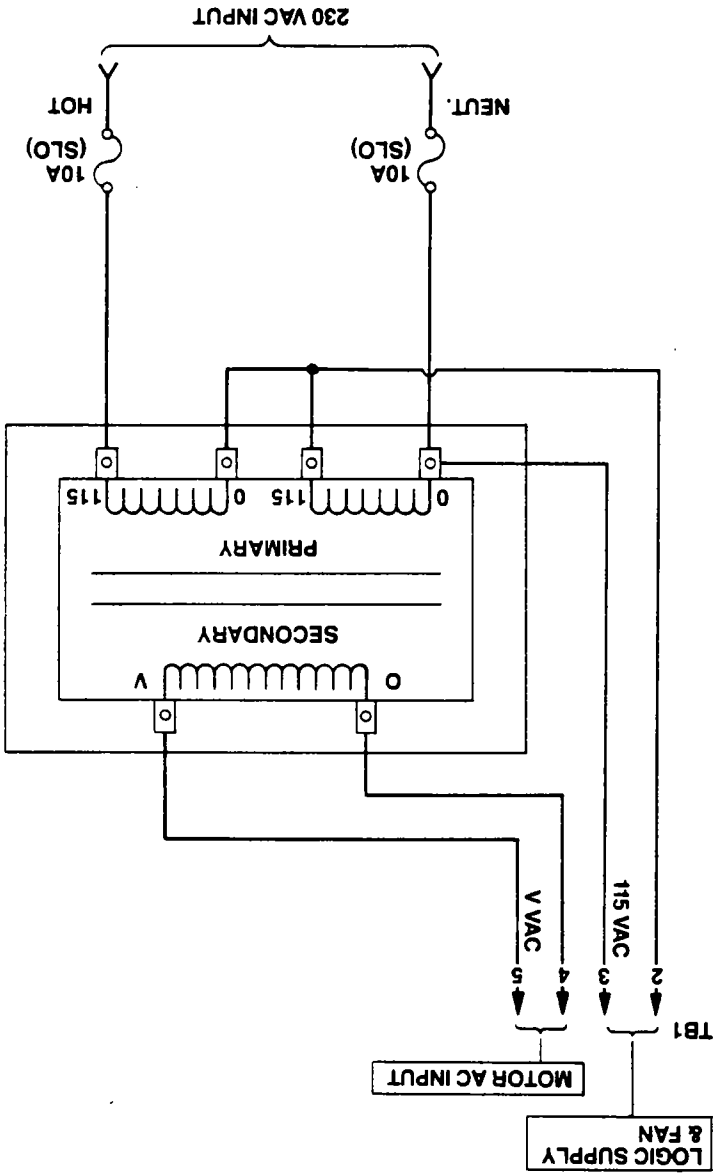 LOGIC SUPPLY
& FAN
MOTOR AC INPUT
TB1
2
3
4
5
115 VAC
V VAC
O
V
SECONDARY
PRIMARY
0
115
0
115
10A
(SLO)
10A
(SLO)
NEUT.
HOT
230 VAC INPUT